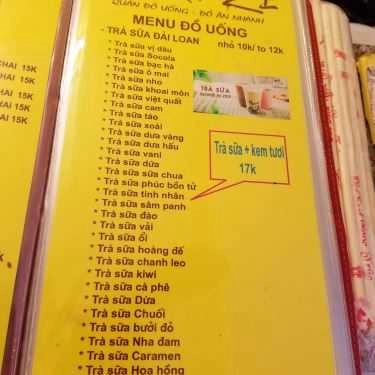 QUÁN ĐỒ UỐNG - ĐỒ ĂN NHANH
MENU ĐỒ UỐNG
- TRÀ SỮA ĐÀI LOAN nhỏ 10k/ to 12k
* Trà sữa vị dâu
* Trà sữa Socola
* Trà sữa bạc hà
* Trà sữa ô mai
* Trà sữa nho
* Trà sữa khoai môn
* Trà sữa việt quất
* Trà sữa cam
* Trà sữa táo
* Trà sữa xoài
* Trà sữa dưa vàng
* Trà sữa dưa hấu
* Trà sữa vani
* Trà sữa dứa
* Trà sữa sữa chua
* Trà sữa phúc bồn tử
* Trà sữa tình nhân
* Trà sữa sâm panh
* Trà sữa đào
* Trà sữa vải
* Trà sữa ổi
* Trà sữa hoàng đế
* Trà sữa chanh leo
* Trà sữa kiwi
* Trà sữa cà phê
* Trà sữa Dừa
* Trà sữa Chuối
* Trà sữa bưởi đỏ
* Trà sữa Nha đam
* Trà sữa Caramen
* Trà sữa Hoa hồng
TRÀ SỮA
Trà sữa + kem tươi
17k
CHAI 15K
HAI 15K
HAI 15K
AI 15K
AI 15K